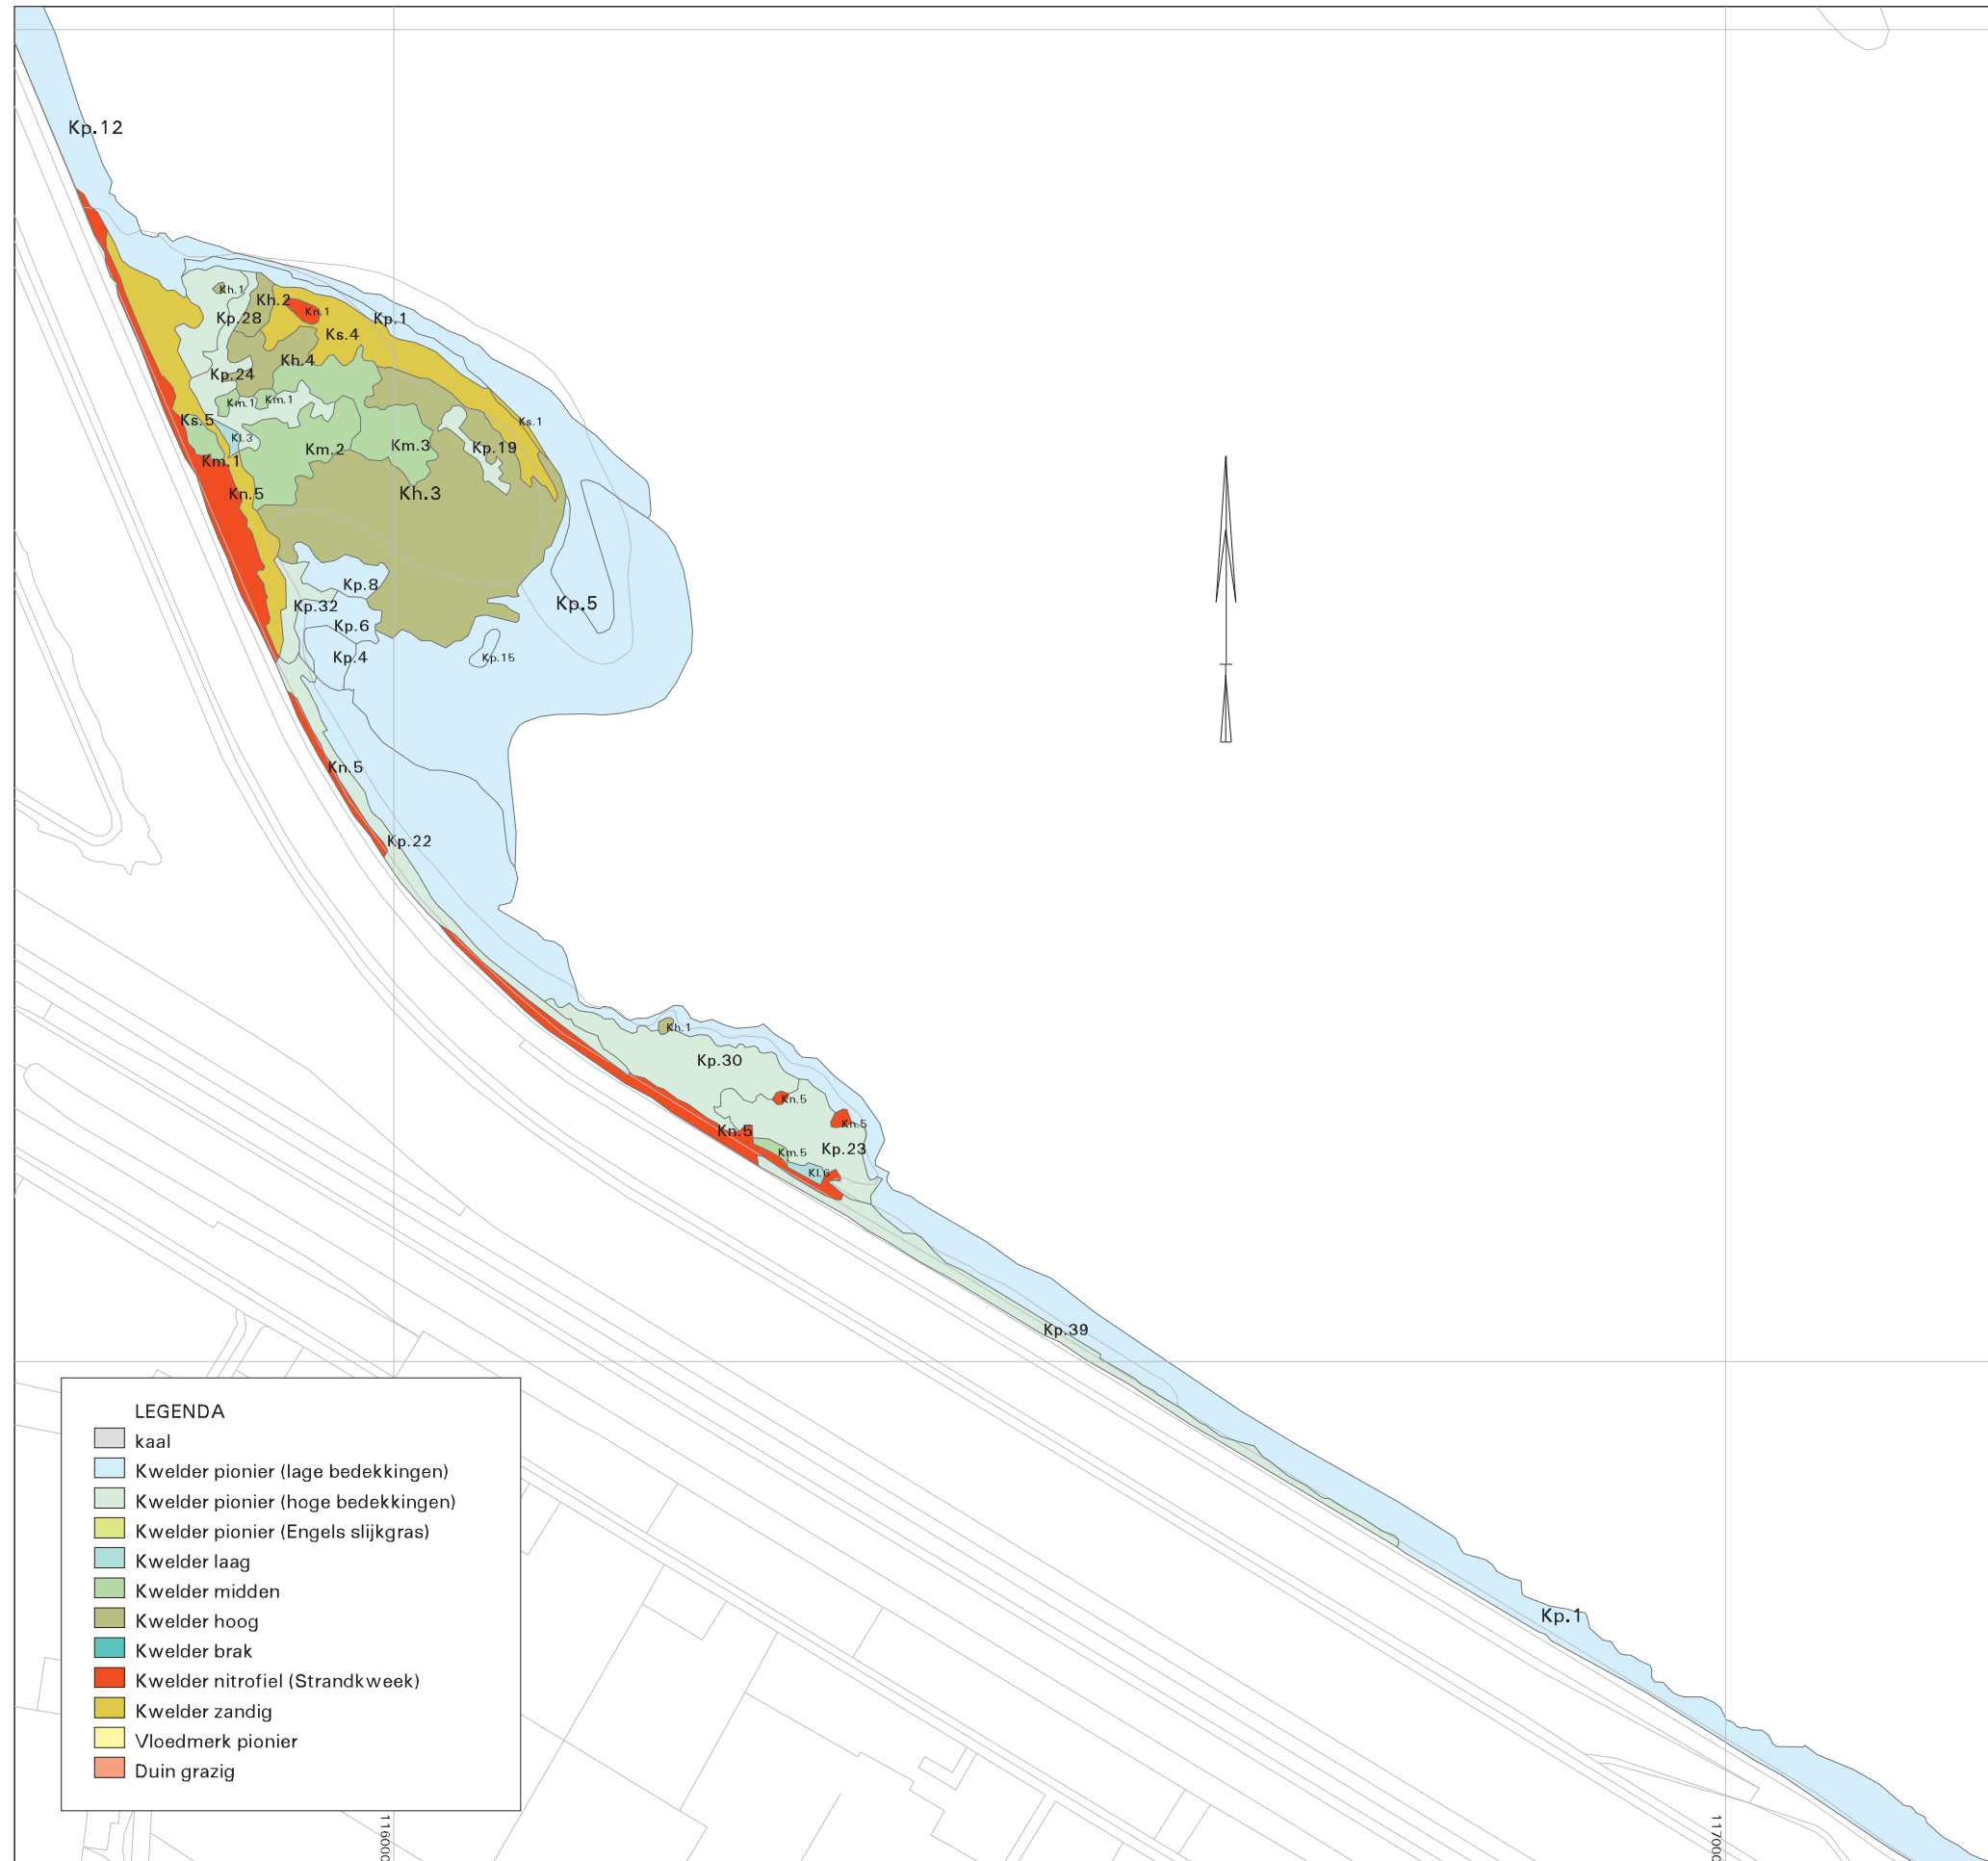 Kp.12
Kh.1
Kh.2
Kn.1
Kp.28
Kp.1
Ks.4
Kh.4
Kp.24
Km.1
Km.1
Ks.5
Ks.1
Kl.3
Km.2
Km.3
Kp.19
Km.1
Kn.5
Kh.3
Kp.8
Kp.32
Kp.5
Kp.6
Kp.4
Kp.15
Kn.5
Kp.22
Kh.1
Kp.30
Kn.5
Kn.5
Kn.5
Kp.23
Km.5
Kl.6
Kp.39
Kp.1
LEGENDA
kaal
Kwelder pionier (lage bedekkingen)
Kwelder pionier (hoge bedekkingen)
Kwelder pionier (Engels slijkgras)
Kwelder laag
Kwelder midden
Kwelder hoog
Kwelder brak
Kwelder nitrofiel (Strandkweek)
Kwelder zandig
Vloedmerk pionier
Duin grazig
116000
117000